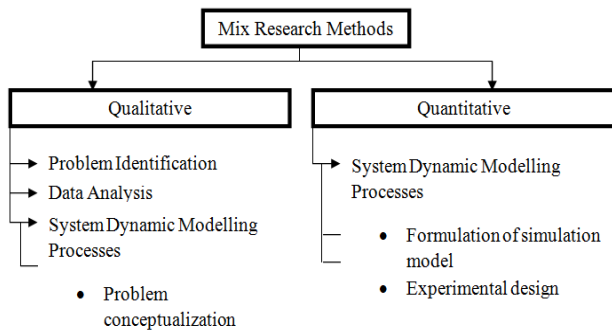 Mix Research Methods
Qualitative
Problem Identification
Data Analysis
System Dynamic Modelling
Processes
• Problem
conceptualization
Quantitative
System Dynamic Modelling
Processes
• Formulation of simulation
model
• Experimental design